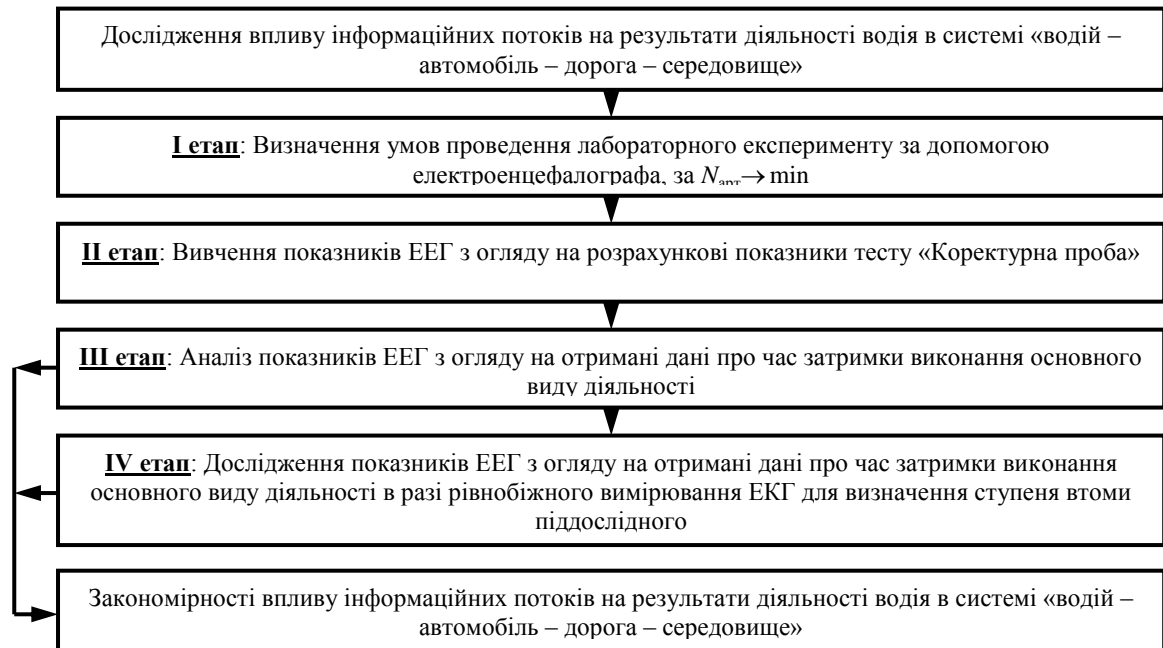 Дослідження впливу інформаційних потоків на результати діяльності водія в системі «водій –
автомобіль – дорога – середовище»
I етап: Визначення умов проведення лабораторного експерименту за допомогою
електроенцефалографа, за Nарт→ min
II етап: Вивчення показників ЕЕГ з огляду на розрахункові показники тесту «Коректурна проба»
III етап: Аналіз показників ЕЕГ з огляду на отримані дані про час затримки виконання основного
виду діяльності
IV етап: Дослідження показників ЕЕГ з огляду на отримані дані про час затримки виконання
основного виду діяльності в разі рівнобіжного вимірювання ЕКГ для визначення ступеня втоми
піддослідного
Закономірності впливу інформаційних потоків на результати діяльності водія в системі «водій –
автомобіль – дорога – середовище»